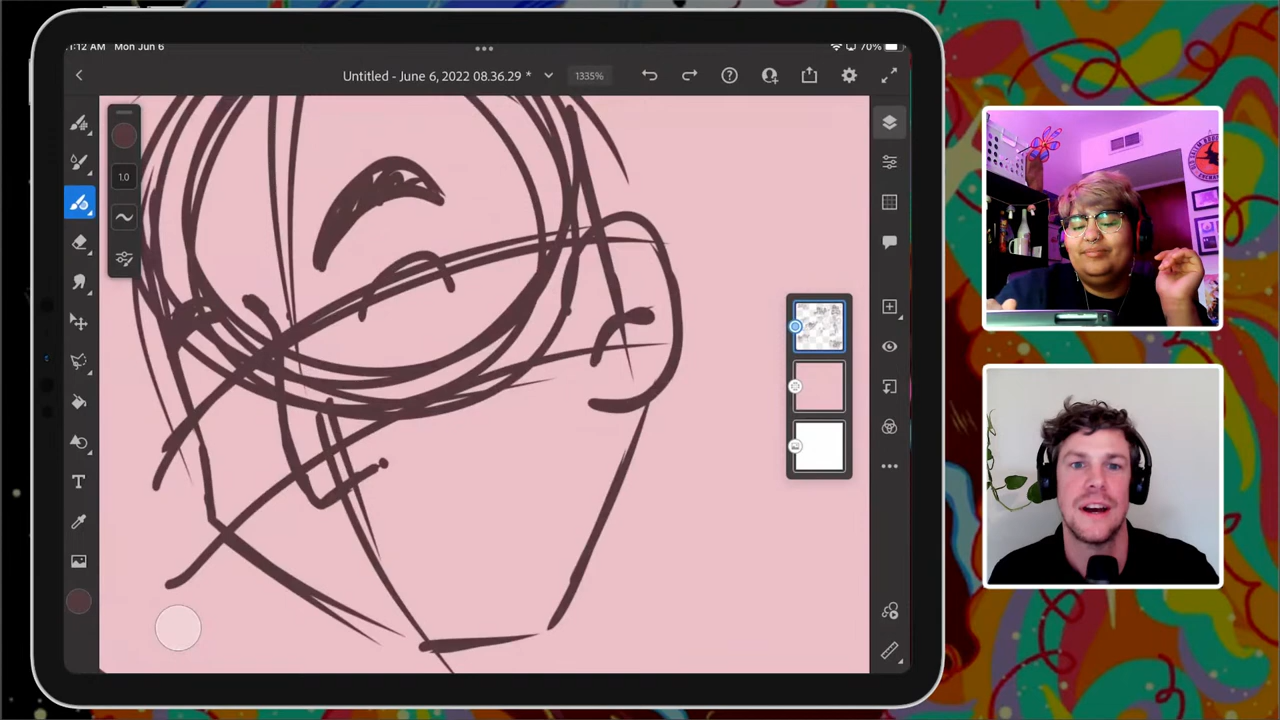 1:12 AM Mon Jun 6
70%
Untitled - June 6, 2022 08.36.29 *
1335%
1.0
T